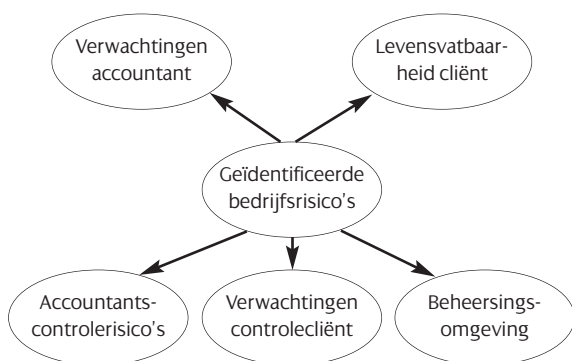 Verwachtingen
accountant
Levensvatbaar-
heid cliënt
Geïdentificeerde
bedrijfsrisico's
Accountants-
controlerisico's
Verwachtingen
controlecliënt
Beheersings-
omgeving